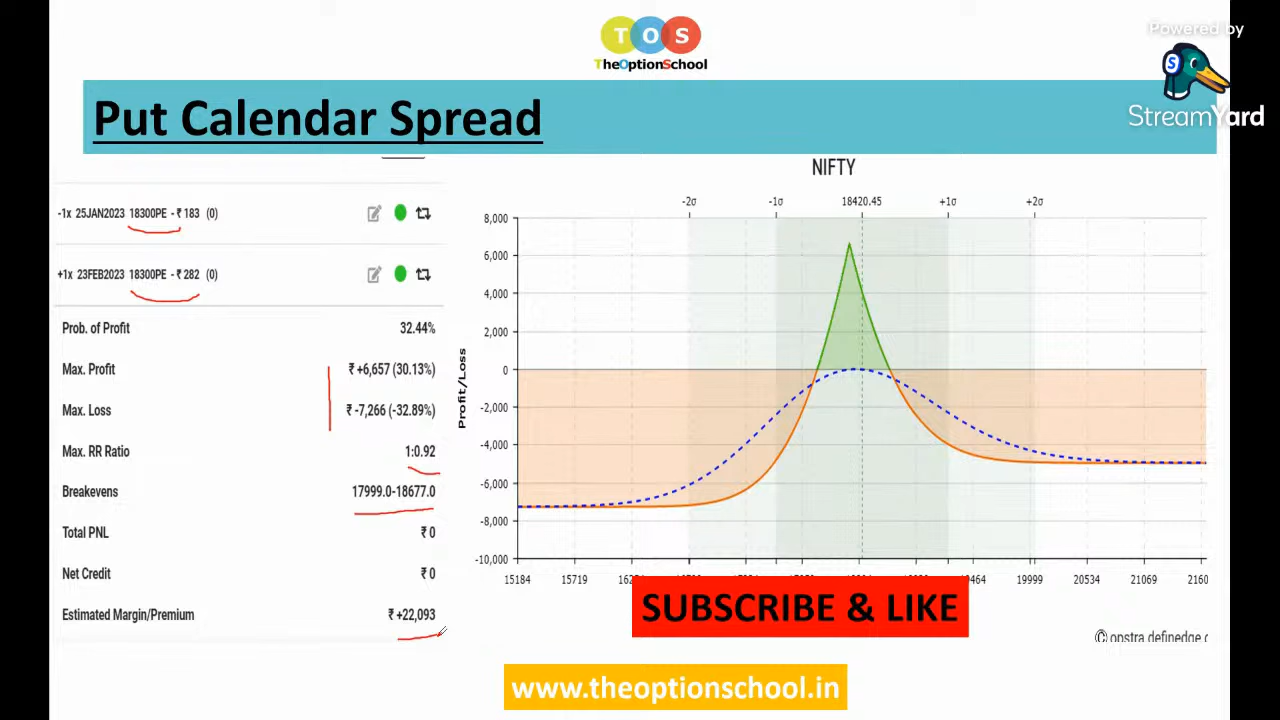 T O S
TheOptionSchool
Powered by
StreamYard
Put Calendar Spread
-1x 25JAN2023 18300PE - ₹ 183 (0)
+1x 23FEB2023 18300PE - ₹ 282 (0)
Prob. of Profit 32.44%
Max. Profit ₹ +6,657 (30.13%)
Max. Loss ₹ -7,266 (-32.89%)
Max. RR Ratio 1:0.92
Breakevens 17999.0-18677.0
Total PNL ₹ 0
Net Credit ₹ 0
Estimated Margin/Premium ₹ +22,093
NIFTY
-2σ -1σ 18420.45 +1σ +2σ
8,000
6,000
4,000
2,000
0
-2,000
-4,000
-6,000
-8,000
-10,000
Profit/Loss
15184 15719 19999 20534 21069
SUBSCRIBE & LIKE
© opstra.definedge.c
www.theoptionschool.in